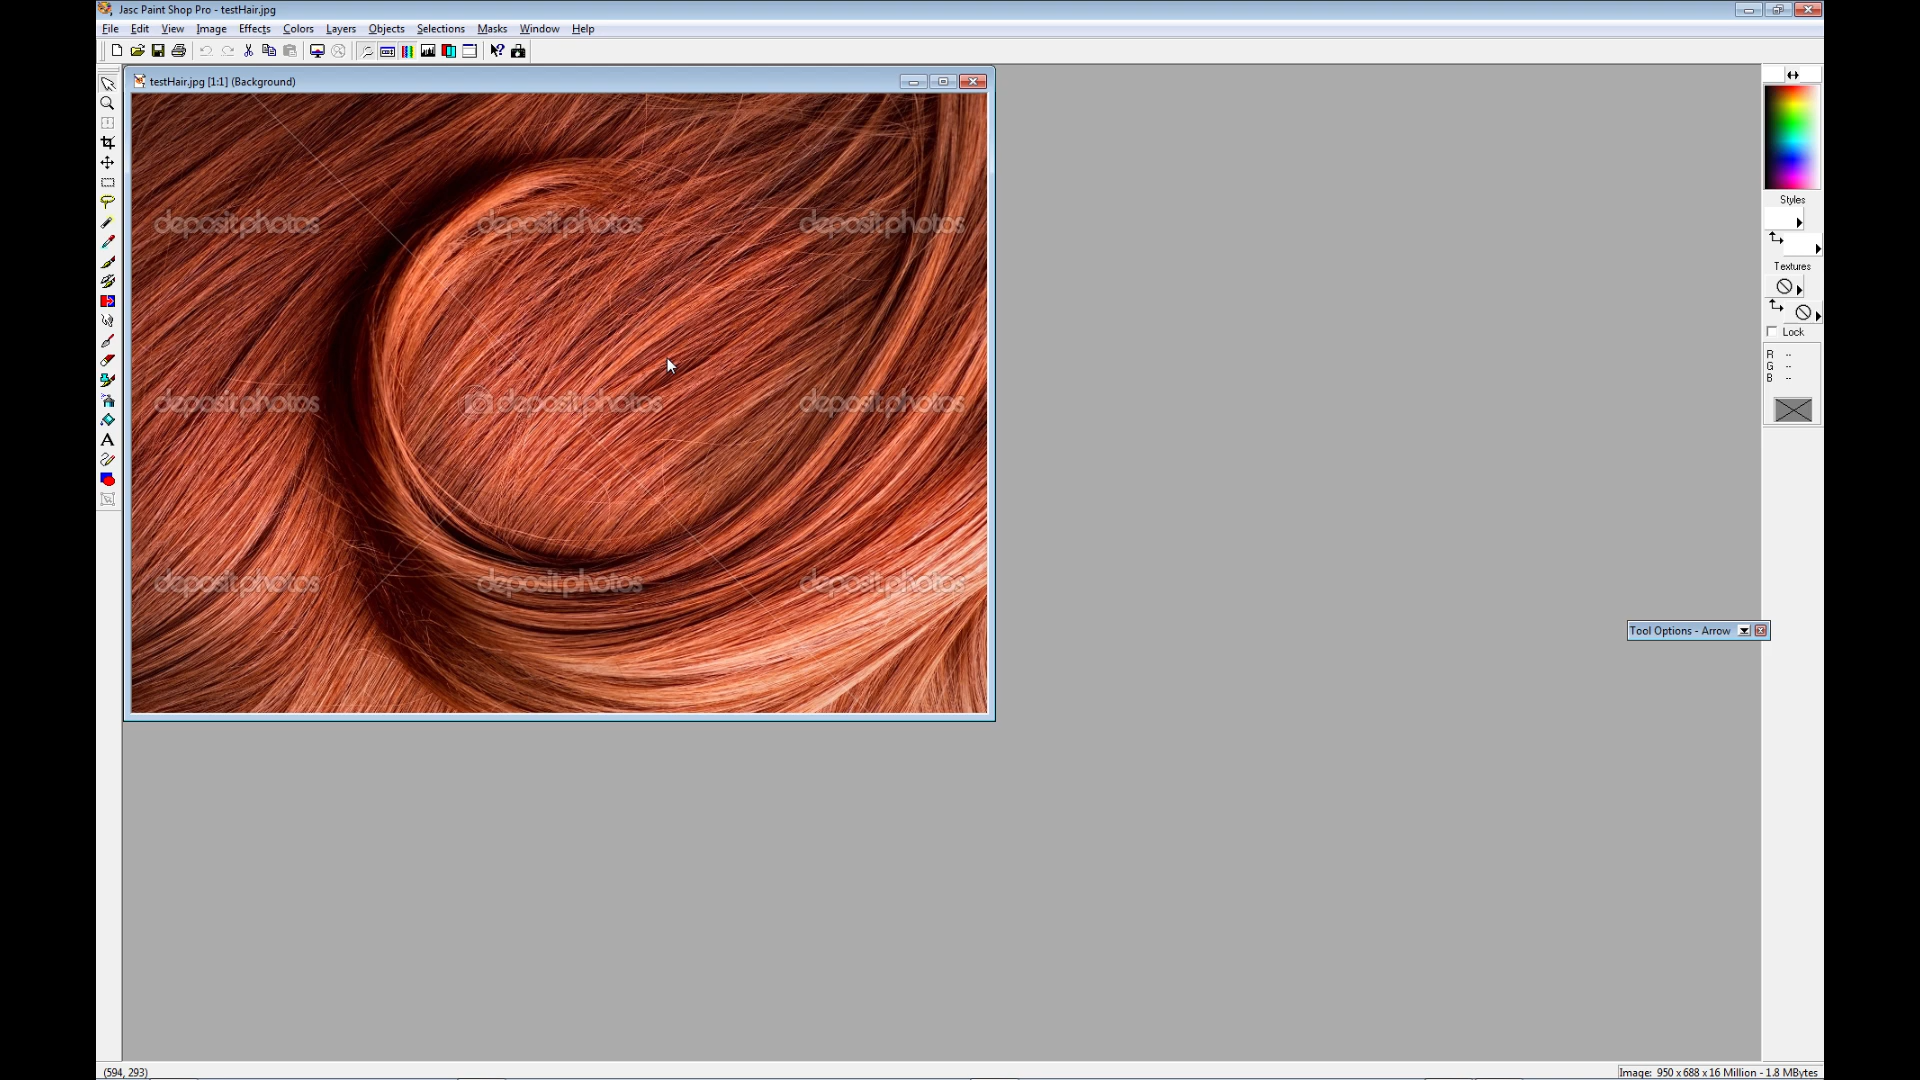 Jasc Paint Shop Pro - testHair.jpg
File Edit View Image Effects Colors Layers Objects Selections Masks Window Help
testHair.jpg [1:1] (Background)
Styles
depositphotos depositphotos depositphotos
Textures
Lock
R --
G --
B --
depositphotos depositphotos depositphotos
depositphotos depositphotos depositphotos
Tool Options - Arrow
(594, 293)
Image: 950 x 688 x 16 Million - 1.8 MBytes